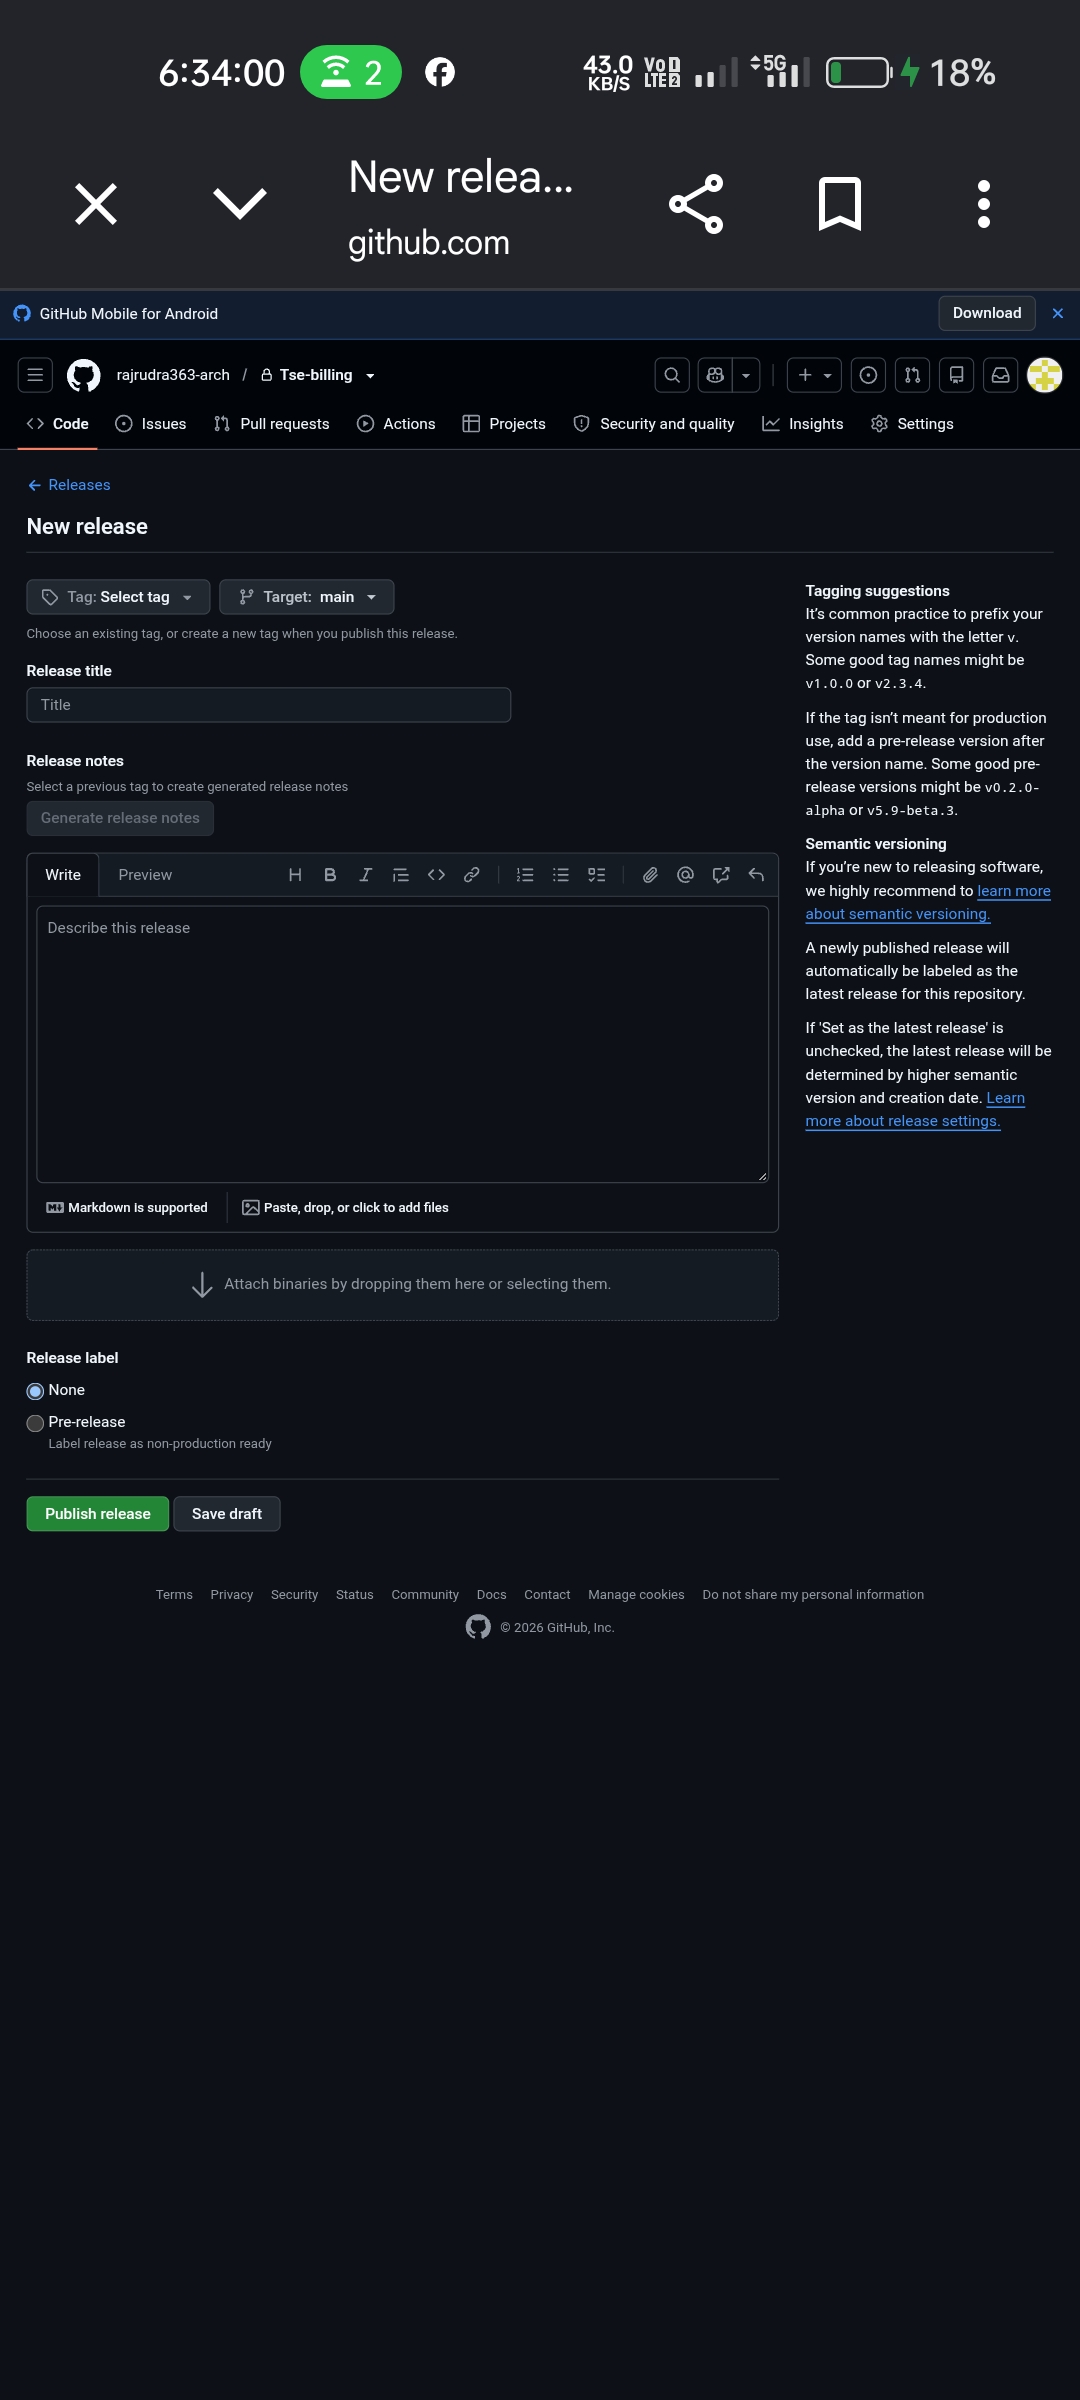 6:34:00
2
43.0
KB/S
Vo 1
LTE 2
5G
18%
New relea...
github.com
GitHub Mobile for Android
Download
rajrudra363-arch / Tse-billing
Code
Issues
Pull requests
Actions
Projects
Security and quality
Insights
Settings
Releases
New release
Tag: Select tag
Target: main
Choose an existing tag, or create a new tag when you publish this release.
Release title
Title
Release notes
Select a previous tag to create generated release notes
Generate release notes
Write
Preview
Describe this release
Markdown is supported
Paste, drop, or click to add files
Attach binaries by dropping them here or selecting them.
Release label
None
Pre-release
Label release as non-production ready
Publish release
Save draft
Tagging suggestions
It’s common practice to prefix your
version names with the letter v.
Some good tag names might be
v1.0.0 or v2.3.4.
If the tag isn’t meant for production
use, add a pre-release version after
the version name. Some good pre-
release versions might be v0.2.0-
alpha or v5.9-beta.3.
Semantic versioning
If you’re new to releasing software,
we highly recommend to learn more
about semantic versioning.
A newly published release will
automatically be labeled as the
latest release for this repository.
If 'Set as the latest release' is
unchecked, the latest release will be
determined by higher semantic
version and creation date. Learn
more about release settings.
Terms
Privacy
Security
Status
Community
Docs
Contact
Manage cookies
Do not share my personal information
© 2026 GitHub, Inc.